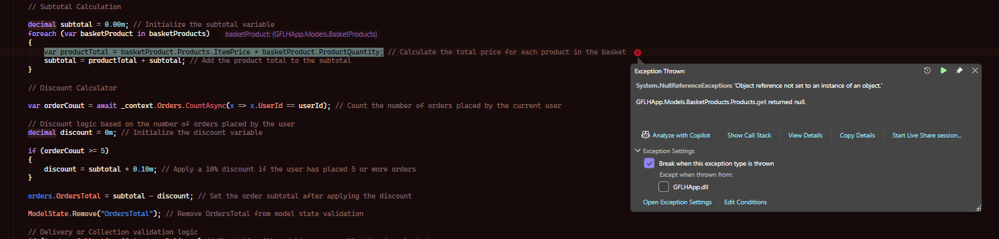 // Subtotal Calculation
decimal subtotal = 0.00m; // Initialize the subtotal variable
foreach (var basketProduct in basketProducts) basketProduct: {GFLHApp.Models.BasketProducts}
{
var productTotal = basketProduct.Products.ItemPrice * basketProduct.ProductQuantity; // Calculate the total price for each product in the basket
subtotal = productTotal + subtotal; // Add the product total to the subtotal
}
// Discount Calculator
var orderCouut = await _context.Orders.CountAsync(x => x.UserId == userId); // Count the number of orders placed by the current user
// Discount logic based on the number of orders placed by the user
decimal discount = 0m; // Initialize the discount variable
if (orderCouut >= 5)
{
discount = subtotal * 0.10m; // Apply a 10% discount if the user has placed 5 or more orders
}
orders.OrdersTotal = subtotal - discount; // Set the order subtotal after applying the discount
ModelState.Remove("OrdersTotal"); // Remove OrdersTotal from model state validation
// Delivery or Collection validation logic
Exception Thrown
System.NullReferenceException: 'Object reference not set to an instance of an object.'
GFLHApp.Models.BasketProducts.Products.get returned null.
Analyze with Copilot Show Call Stack View Details Copy Details Start Live Share session...
Exception Settings
Break when this exception type is thrown
Except when thrown from:
GFLHApp.dll
Open Exception Settings Edit Conditions